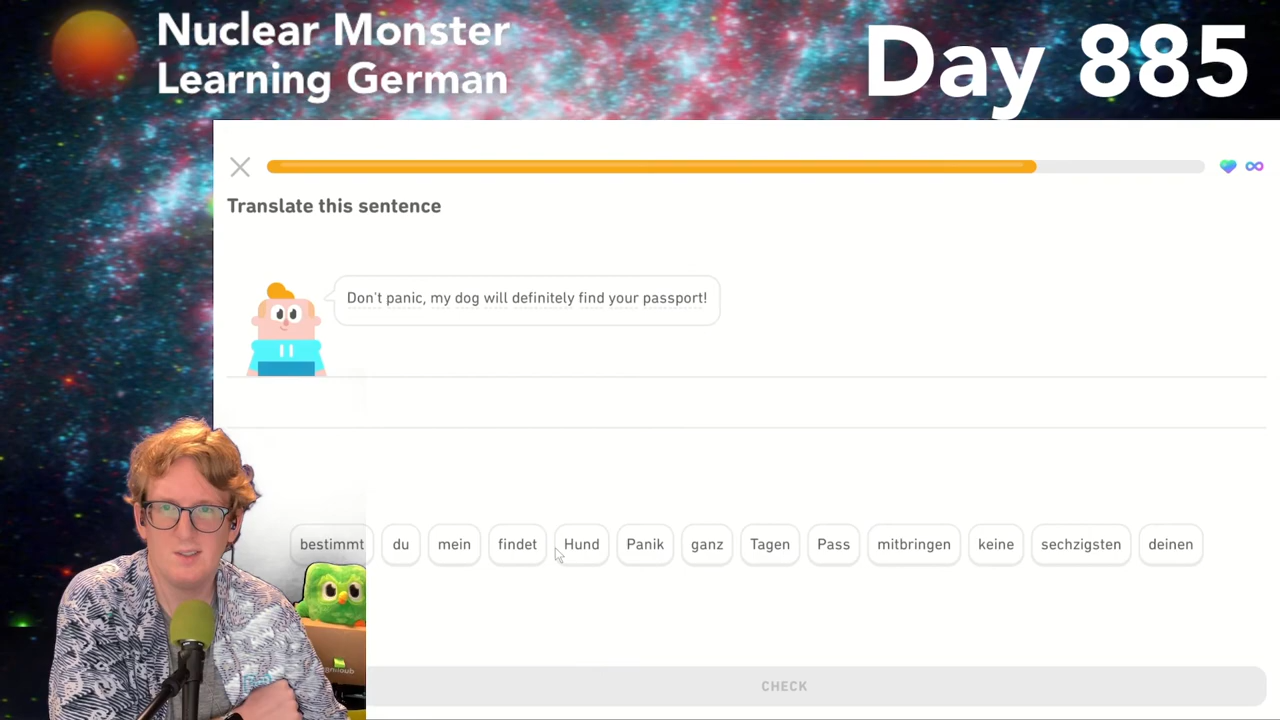 Nuclear Monster
Learning German
Day 885
Translate this sentence
Don't panic, my dog will definitely find your passport!
bestimmt du mein findet Hund Panik ganz Tagen Pass mitbringen keine sechzigsten deinen
CHECK